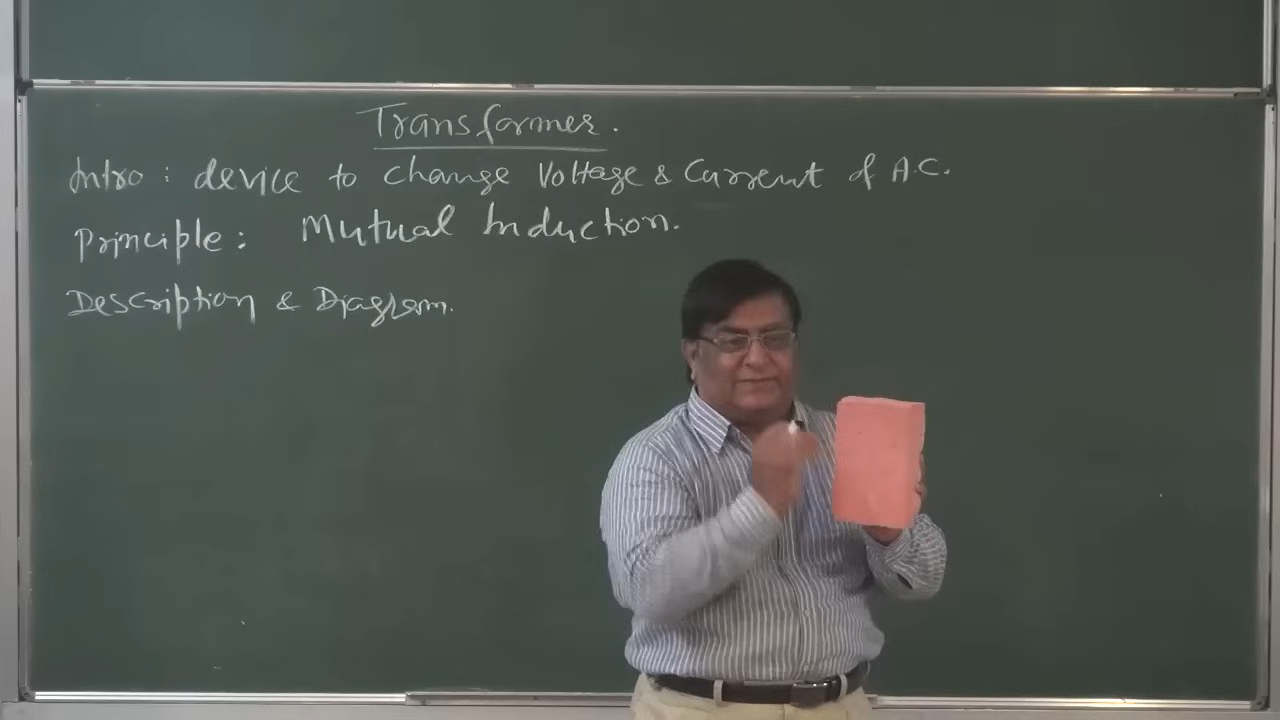 Transformer.
Intro : device to change Voltage & Current of A.C.
Principle : Mutual Induction.
Description & Diagram.